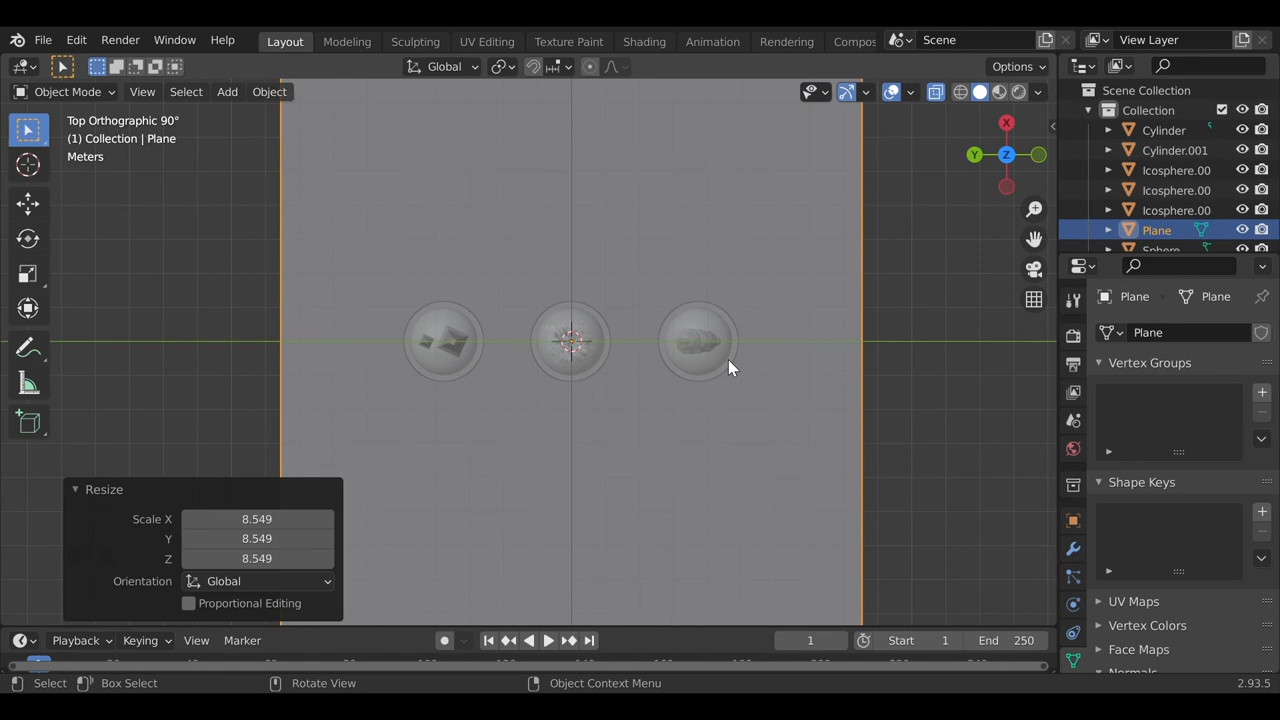 File Edit Render Window Help Layout Modeling Sculpting UV Editing Texture Paint Shading Animation Rendering Compos Scene View Layer
Global Options
Object Mode View Select Add Object
Top Orthographic 90°
(1) Collection | Plane
Meters
X
Y Z
Scene Collection
Collection
Cylinder
Cylinder.001
Icosphere.00
Icosphere.00
Icosphere.00
Plane
Sphere
Plane Plane
Plane
Vertex Groups
Shape Keys
UV Maps
Vertex Colors
Face Maps
Normals
Resize
Scale X 8.549
Y 8.549
Z 8.549
Orientation Global
Proportional Editing
Playback Keying View Marker 1 Start 1 End 250
Select Box Select Rotate View Object Context Menu 2.93.5